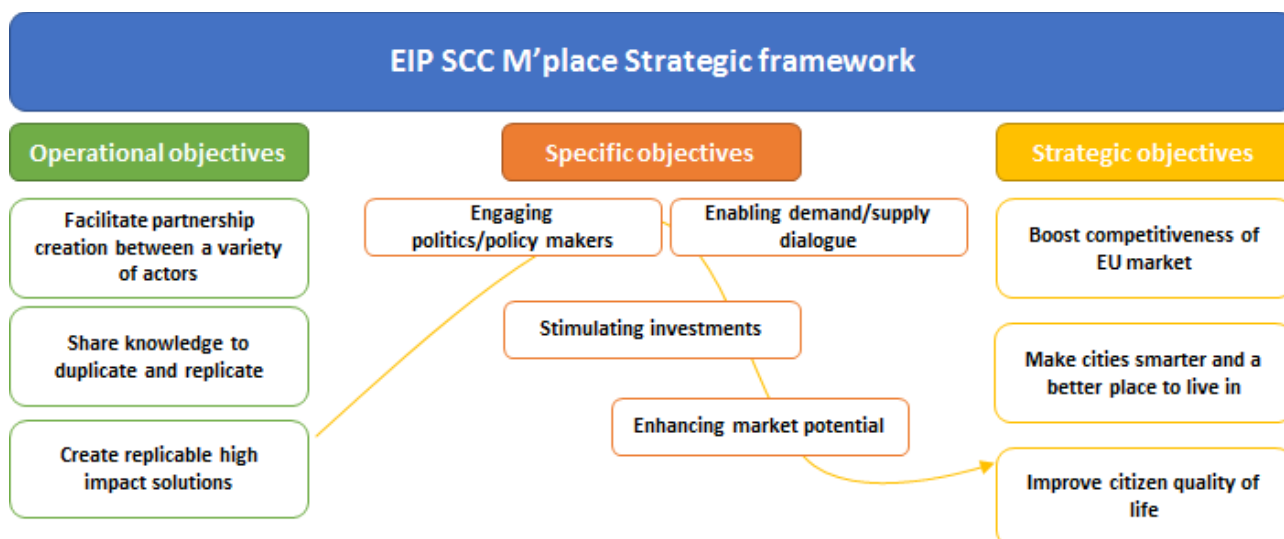 EIP SCC M’place Strategic framework
Operational objectives
Specific objectives
Strategic objectives
Facilitate partnership
creation between a variety
of actors
Share knowledge to
duplicate and replicate
Create replicable high
impact solutions
Engaging
politics/policy makers
Enabling demand/supply
dialogue
Stimulating investments
Enhancing market potential
Boost competitiveness of
EU market
Make cities smarter and a
better place to live in
Improve citizen quality of
life